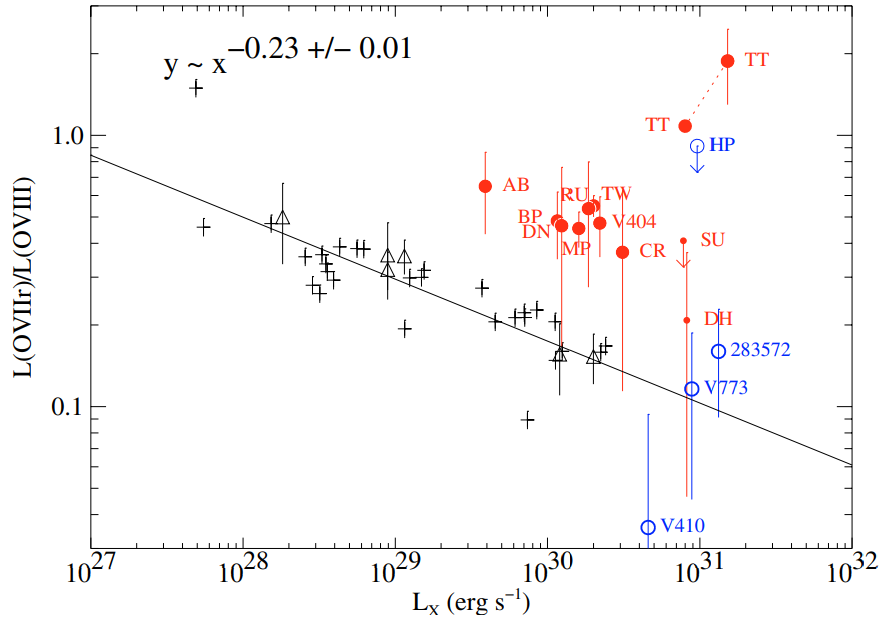 y ~ x^−0.23 +/− 0.01
L(OVIIr)/L(OVIII)
1.0
0.1
TT
TT
HP
AB
RU
TW
BP
V404
DN
MP
CR
SU
DH
283572
V773
V410
10^27
10^28
10^29
10^30
10^31
10^32
L_X (erg s^−1)